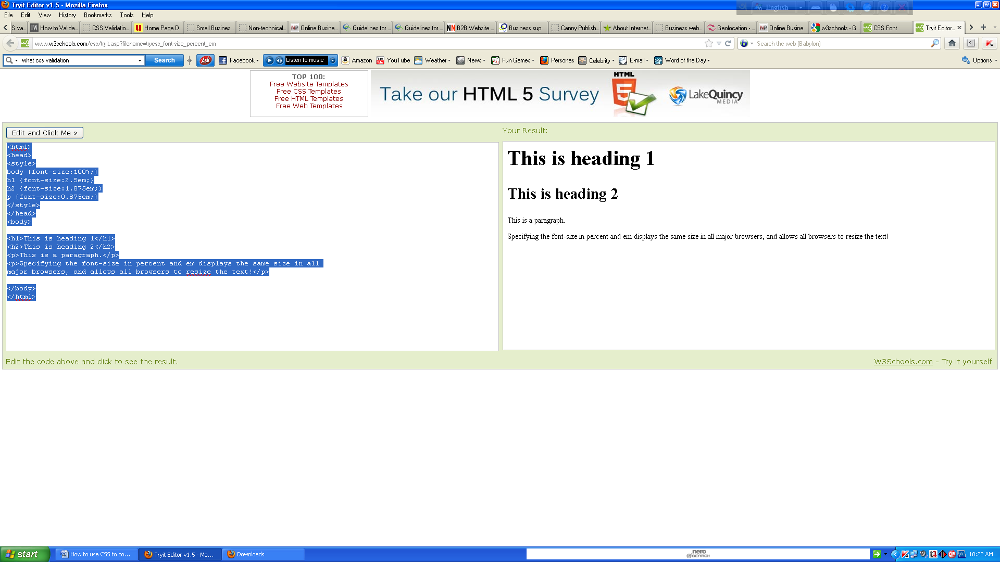 Tryit Editor v1.5 - Mozilla Firefox
English
File Edit View History Bookmarks Tools Help
S va... How to Valida... CSS Validatio... Home Page D... Small Business... Non-technical... Online Busine... Guidelines for ... Guidelines for ... B2B Website ... Business sup... Canny Publish... About Internet... Business web... Geolocation - ... Online Busine... w3schools - G... CSS Font Tryit Editor...
www.w3schools.com/css/tryit.asp?filename=trycss_font-size_percent_em
Search the web (Babylon)
what css validation Search Ask Facebook Listen to music Amazon YouTube Weather News Fun Games Personas Celebrity E-mail Word of the Day Options
TOP 100:
Free Website Templates
Free CSS Templates
Free HTML Templates
Free Web Templates
Take our HTML 5 Survey
HTML
LakeQuincy
MEDIA
Edit and Click Me »
Your Result:
<html>
<head>
<style>
body {font-size:100%;}
h1 {font-size:2.5em;}
h2 {font-size:1.875em;}
p {font-size:0.875em;}
</style>
</head>
<body>
<h1>This is heading 1</h1>
<h2>This is heading 2</h2>
<p>This is a paragraph.</p>
<p>Specifying the font-size in percent and em displays the same size in all
major browsers, and allows all browsers to resize the text!</p>
</body>
</html>
This is heading 1
This is heading 2
This is a paragraph.
Specifying the font-size in percent and em displays the same size in all major browsers, and allows all browsers to resize the text!
Edit the code above and click to see the result.
W3Schools.com - Try it yourself
start How to use CSS to co... Tryit Editor v1.5 - Mo... Downloads
nero
SEARCH
10:22 AM